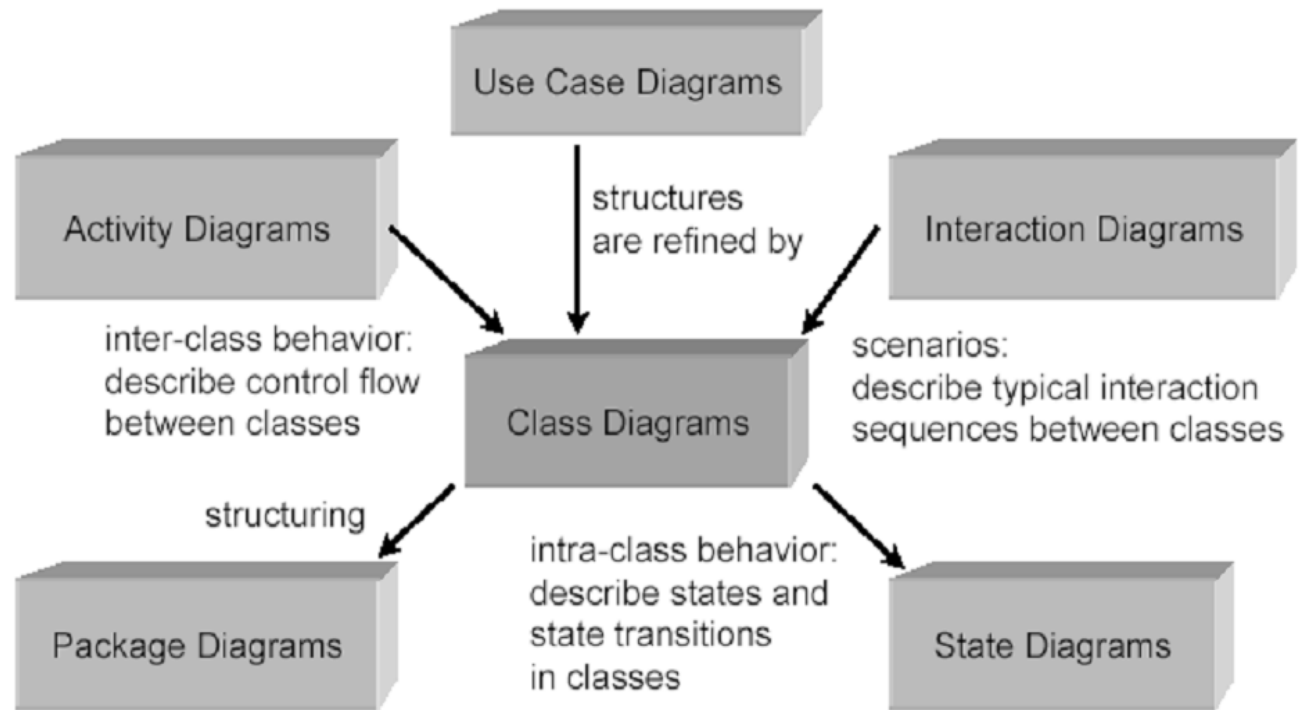 Use Case Diagrams
Activity Diagrams
structures
are refined by
Interaction Diagrams
inter-class behavior:
describe control flow
between classes
Class Diagrams
scenarios:
describe typical interaction
sequences between classes
structuring
intra-class behavior:
describe states and
state transitions
in classes
Package Diagrams
State Diagrams